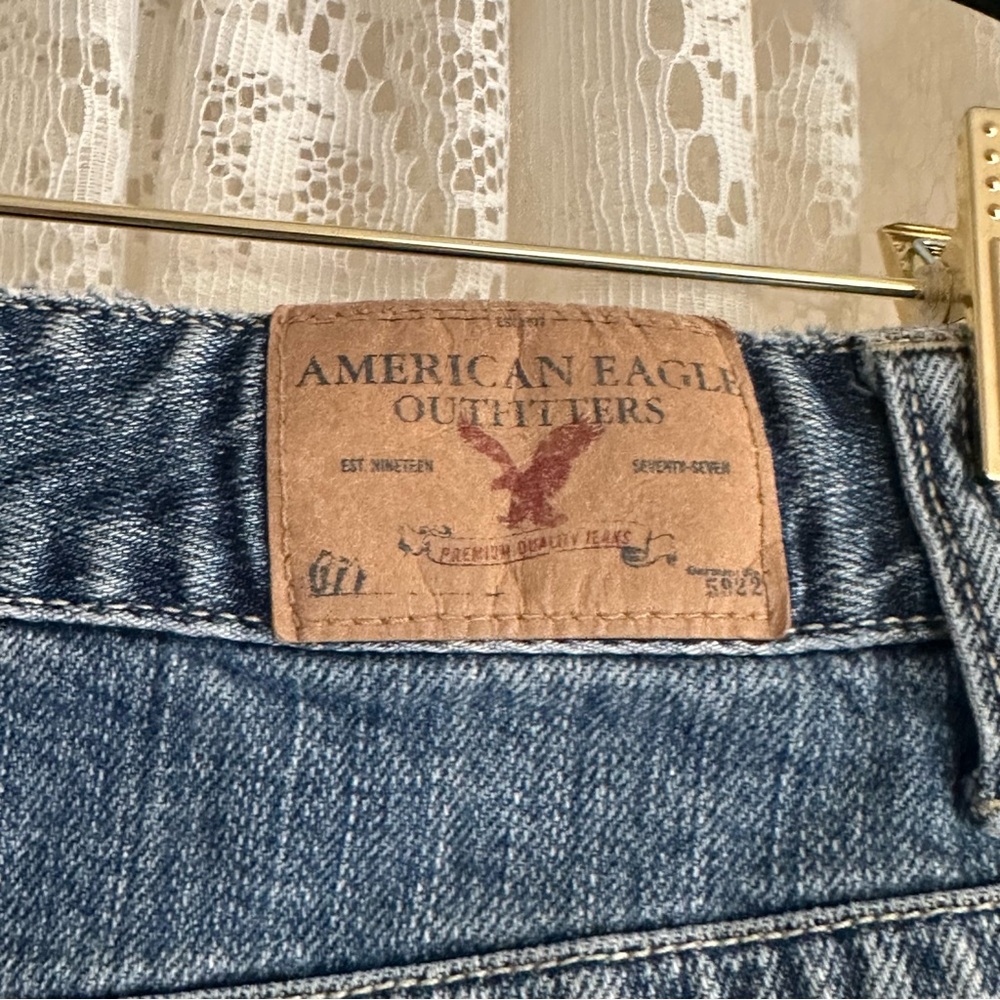 AMERICAN EAGLE
OUTFITTERS
EST NINETEEN SEVENTY-SEVEN
PREMIUM QUALITY JEANS
5922